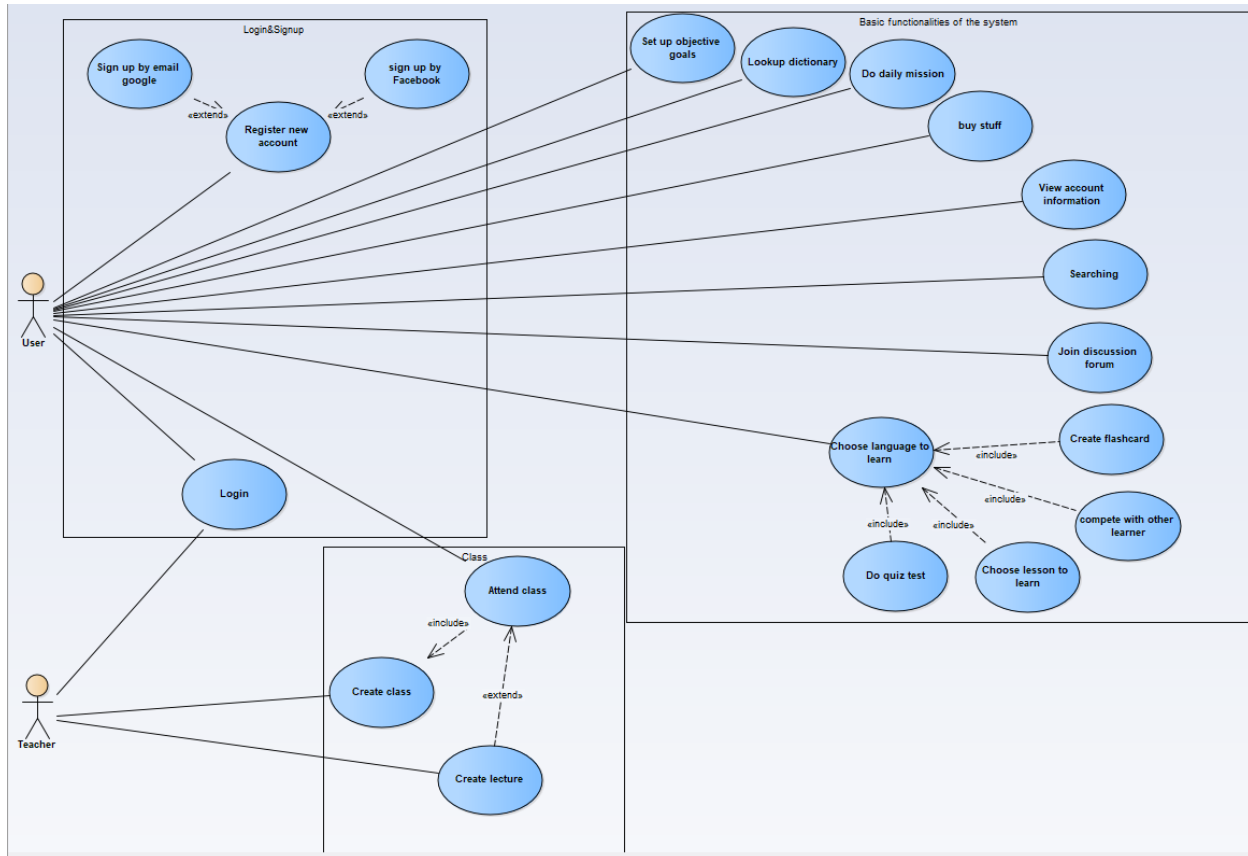 Login&Signup
Sign up by email
google
sign up by
Facebook
«extend»
«extend»
Register new
account
User
Login
Basic functionalities of the system
Set up objective
goals
Lookup dictionary
Do daily mission
buy stuff
View account
information
Searching
Join discussion
forum
Choose language to
learn
Create flashcard
«include»
«include»
compete with other
learner
«include»
«include»
Do quiz test
Choose lesson to
learn
Class
Attend class
«include»
Create class
«extend»
Create lecture
Teacher